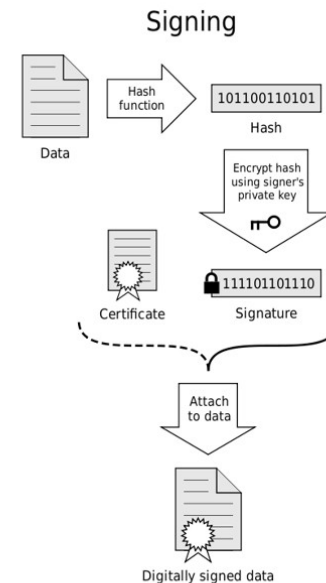 Signing
Hash
function
101100110101
Data
Hash
Encrypt hash
using signer's
private key
111101101110
Certificate
Signature
Attach
to data
Digitally signed data